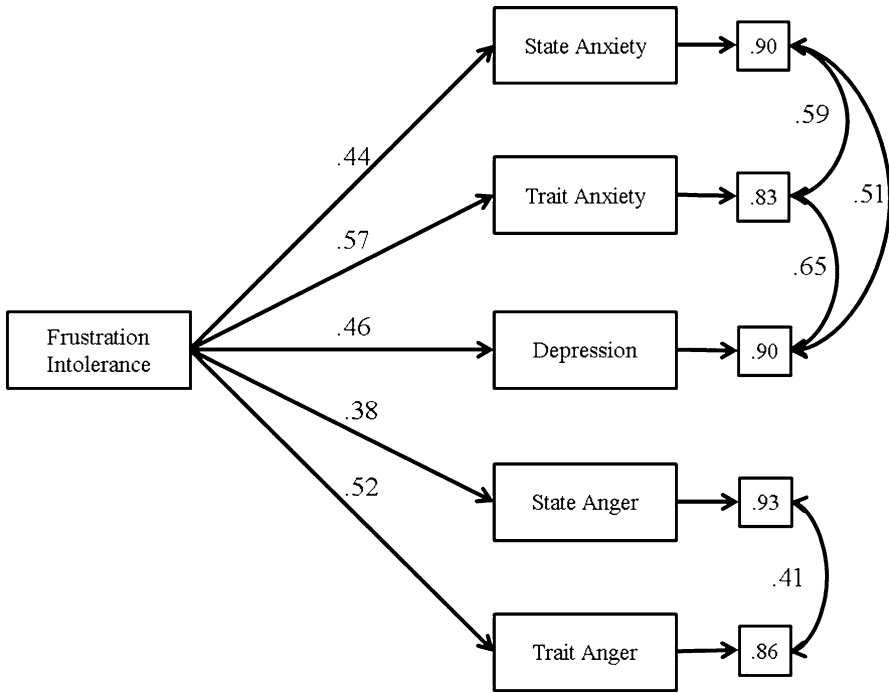 State Anxiety
.90
.59
.44
Trait Anxiety
.83
.51
.57
.65
Frustration
Intolerance
.46
Depression
.90
.38
.52
State Anger
.93
.41
Trait Anger
.86